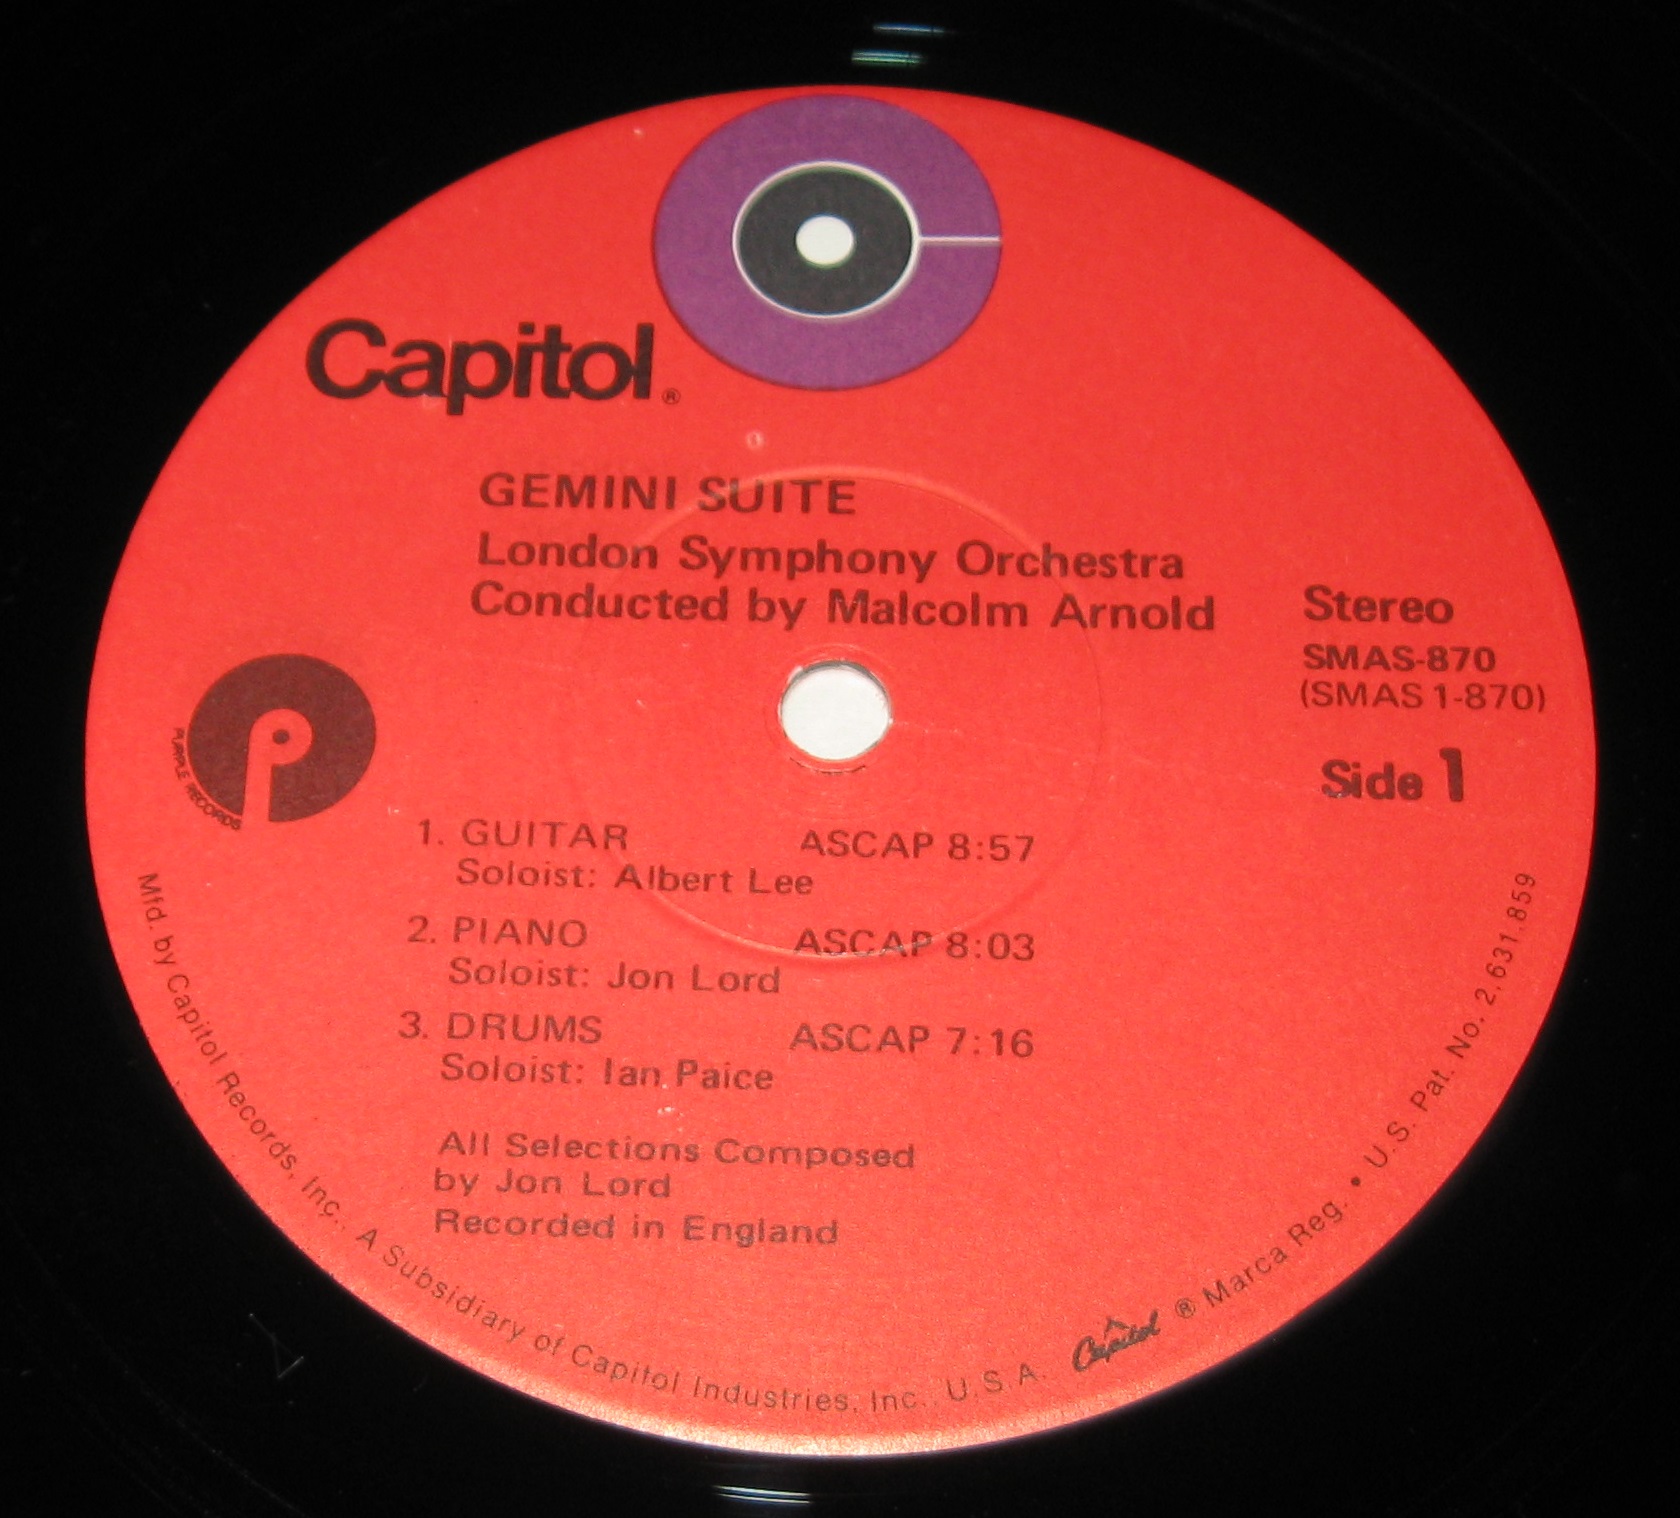 Capitol®
GEMINI SUITE
London Symphony Orchestra
Conducted by Malcolm Arnold
Stereo
SMAS-870
(SMAS 1-870)
Side 1
P
PURPLE RECORDS
1. GUITAR ASCAP 8:57
Soloist: Albert Lee
2. PIANO ASCAP 8:03
Soloist: Jon Lord
3. DRUMS ASCAP 7:16
Soloist: Ian Paice
All Selections Composed
by Jon Lord
Recorded in England
Mfd. by Capitol Records, Inc., A Subsidiary of Capitol Industries, Inc., U.S.A. Capitol ® Marca Reg. • U.S. Pat. No. 2,631,859